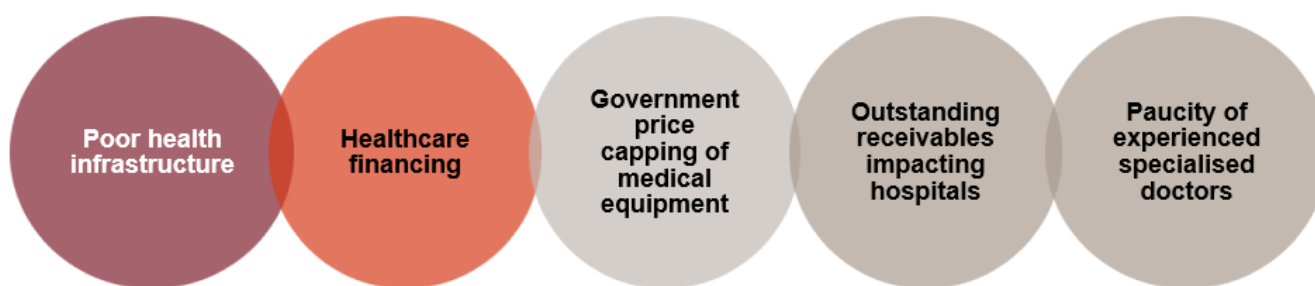 Poor health
infrastructure
Healthcare
financing
Government
price
capping of
medical
equipment
Outstanding
receivables
impacting
hospitals
Paucity of
experienced
specialised
doctors